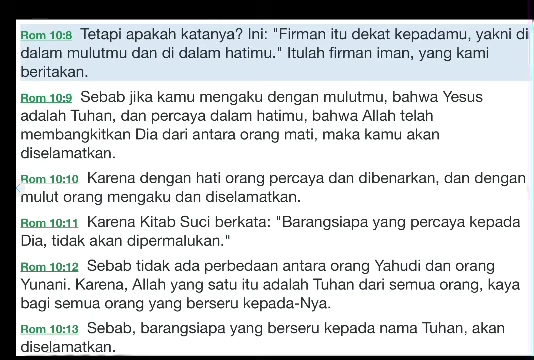 Rom 10:8 Tetapi apakah katanya? Ini: "Firman itu dekat kepadamu, yakni di
dalam mulutmu dan di dalam hatimu." Itulah firman iman, yang kami
beritakan.
Rom 10:9 Sebab jika kamu mengaku dengan mulutmu, bahwa Yesus
adalah Tuhan, dan percaya dalam hatimu, bahwa Allah telah
membangkitkan Dia dari antara orang mati, maka kamu akan
diselamatkan.
Rom 10:10 Karena dengan hati orang percaya dan dibenarkan, dan dengan
mulut orang mengaku dan diselamatkan.
Rom 10:11 Karena Kitab Suci berkata: "Barangsiapa yang percaya kepada
Dia, tidak akan dipermalukan."
Rom 10:12 Sebab tidak ada perbedaan antara orang Yahudi dan orang
Yunani. Karena, Allah yang satu itu adalah Tuhan dari semua orang, kaya
bagi semua orang yang berseru kepada-Nya.
Rom 10:13 Sebab, barangsiapa yang berseru kepada nama Tuhan, akan
diselamatkan.